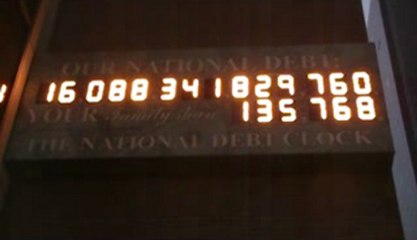 OUR NATIONAL DEBT:
16 088 341 829 760
YOUR Family share 135 768
THE NATIONAL DEBT CLOCK